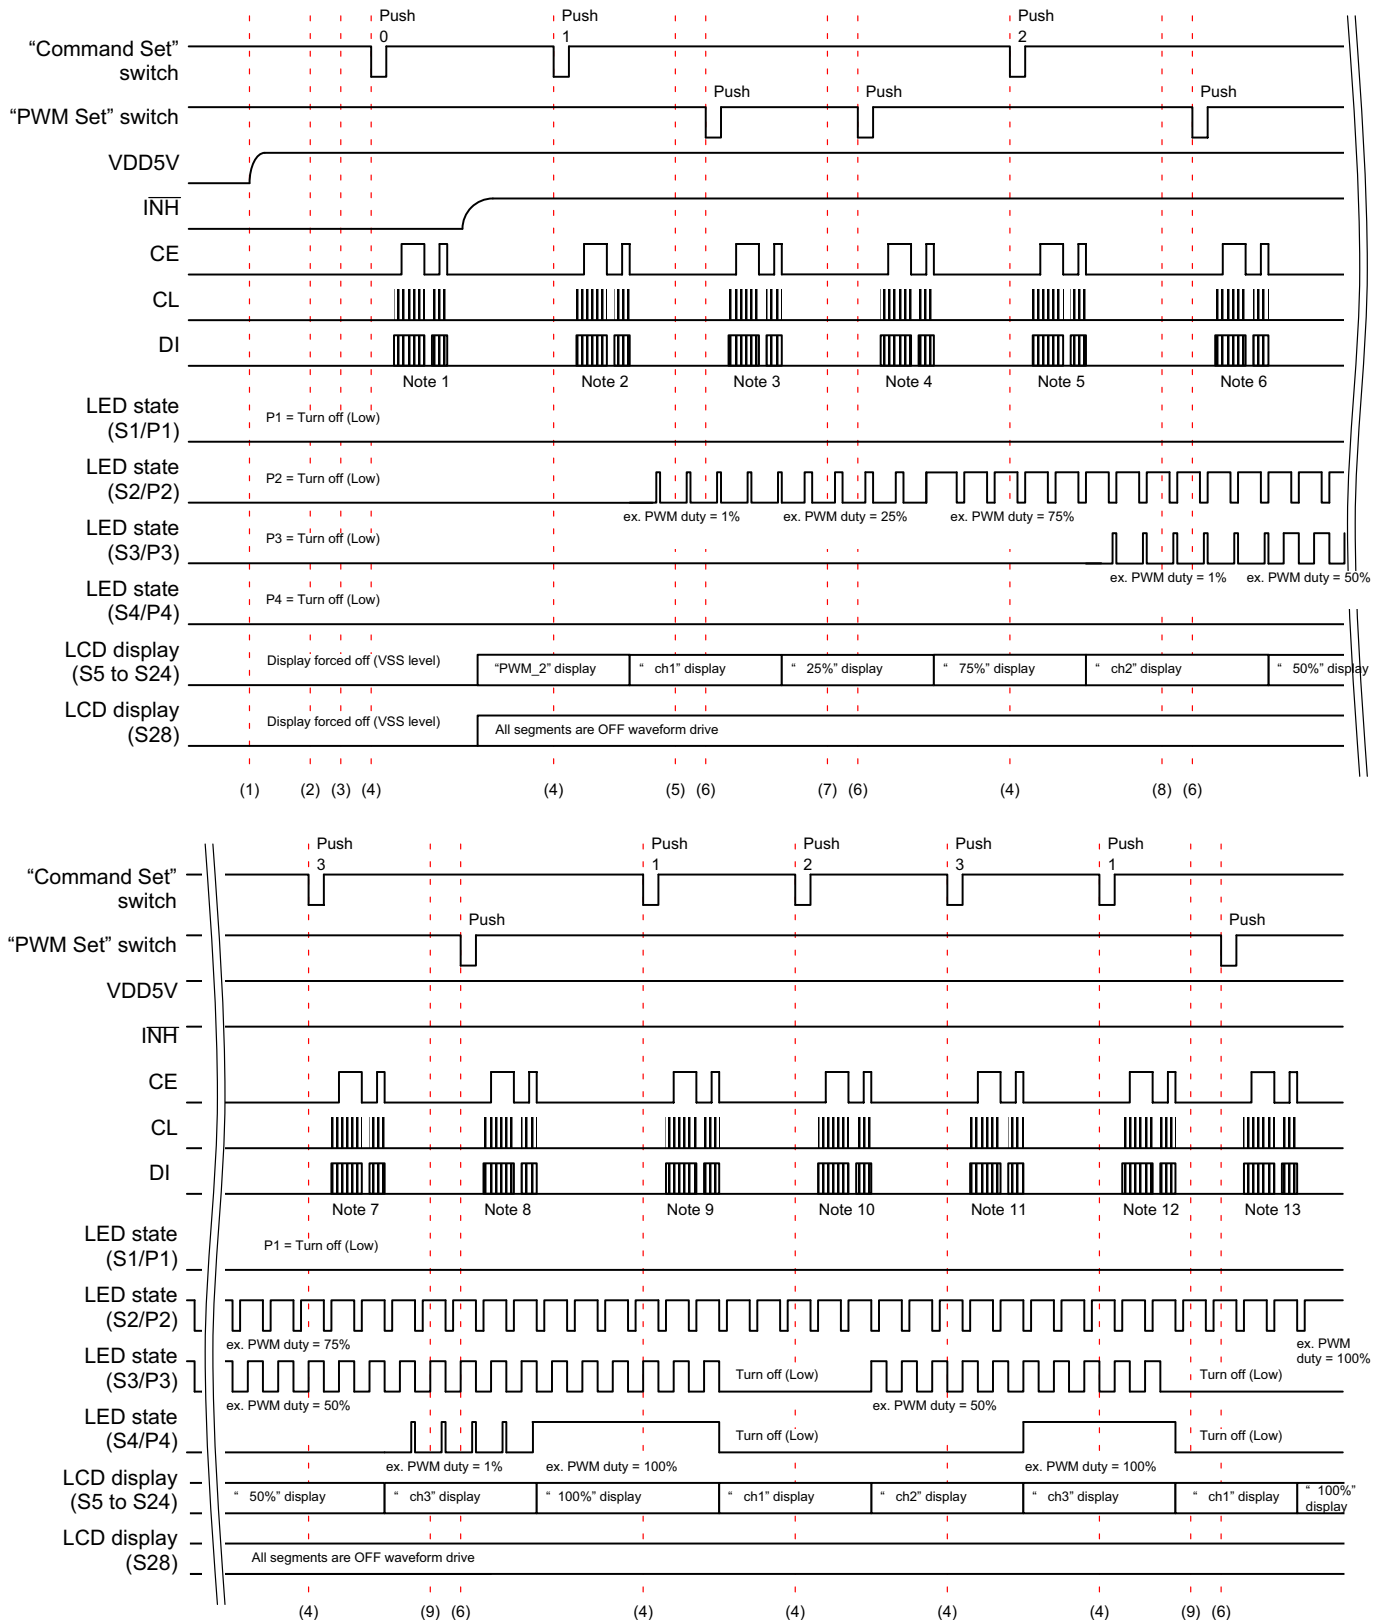 Push Push Push
"Command Set" 0 1 2
switch
Push Push Push
"PWM Set" switch
VDD5V
INH
CE
CL
DI
Note 1 Note 2 Note 3 Note 4 Note 5 Note 6
LED state
(S1/P1) P1 = Turn off (Low)
LED state
(S2/P2) P2 = Turn off (Low)
ex. PWM duty = 1% ex. PWM duty = 25% ex. PWM duty = 75%
LED state
(S3/P3) P3 = Turn off (Low)
ex. PWM duty = 1% ex. PWM duty = 50%
LED state
(S4/P4) P4 = Turn off (Low)
LCD display
(S5 to S24) Display forced off (VSS level) "PWM_2" display " ch1" display " 25%" display " 75%" display " ch2" display " 50%" display
LCD display
(S28) Display forced off (VSS level) All segments are OFF waveform drive
(1) (2) (3) (4) (4) (5) (6) (7) (6) (4) (8) (6)
Push Push Push Push Push
"Command Set" 3 1 2 3 1
switch
Push Push
"PWM Set" switch
VDD5V
INH
CE
CL
DI
Note 7 Note 8 Note 9 Note 10 Note 11 Note 12 Note 13
LED state
(S1/P1) P1 = Turn off (Low)
LED state
(S2/P2)
ex. PWM duty = 75% ex. PWM
duty = 100%
LED state
(S3/P3) Turn off (Low) Turn off (Low)
ex. PWM duty = 50% ex. PWM duty = 50%
LED state
(S4/P4) Turn off (Low) Turn off (Low)
ex. PWM duty = 1% ex. PWM duty = 100% ex. PWM duty = 100%
LCD display
(S5 to S24) " 50%" display " ch3" display " 100%" display " ch1" display " ch2" display " ch3" display " ch1" display " 100%"
display
LCD display
(S28) All segments are OFF waveform drive
(4) (9) (6) (4) (4) (4) (4) (9) (6)